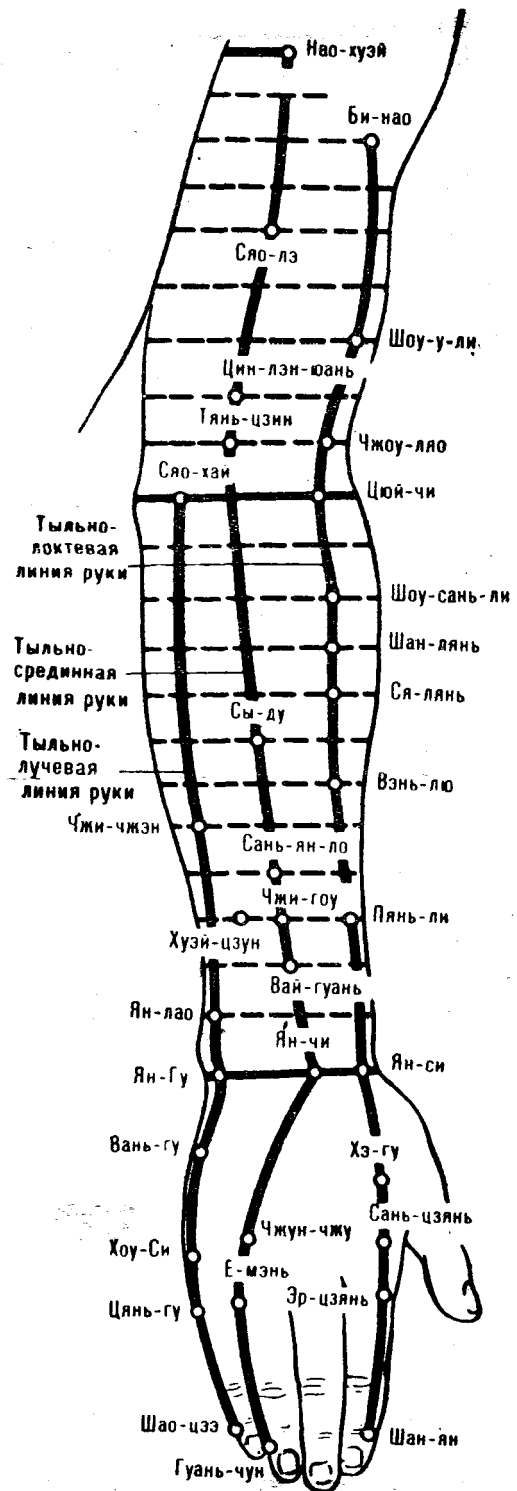 Нао-хуэй
Би-нао
Сяо-лэ
Шоу-у-ли
Цин-лэн-юань
Тянь-цзин
Чжоу-ляо
Сяо-хай
Цюй-чи
Тыльно-
локтевая
линия руки
Шоу-сань-ли
Шан-лянь
Тыльно-
срединная
линия руки
Ся-лянь
Сы-ду
Тыльно-
лучевая
линия руки
Вэнь-лю
Чжи-чжэн
Сань-ян-ло
Чжи-гоу
Пянь-ли
Хуэй-цзун
Вай-гуань
Ян-лао
Ян-чи
Ян-Гу
Ян-си
Вань-гу
Хэ-гу
Сань-цзянь
Чжун-чжу
Хоу-Си
Е-мэнь
Эр-цзянь
Цянь-гу
Шао-цзэ
Шан-ян
Гуань-чун